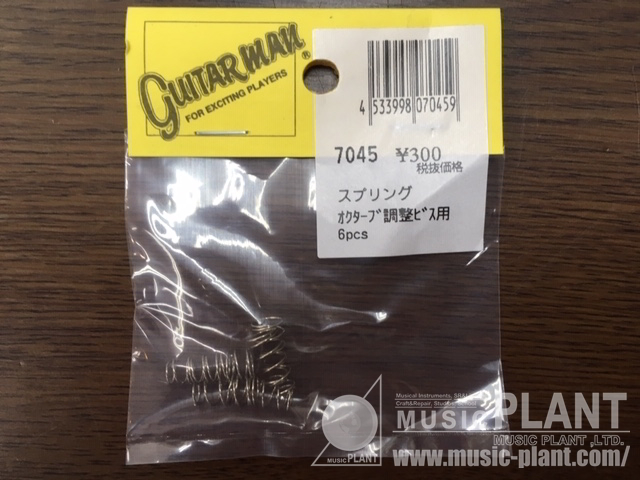 GUITAR MAN
®
FOR EXCITING PLAYERS
4 533998 070459
7045 ¥300
税抜価格
スプリング
ｵｸﾀｰﾌﾞ調整ﾋﾞｽ用
6pcs
MUSIC PLANT
MUSIC PLANT
MUSIC PLANT ,LTD.
www.music-plant.com/